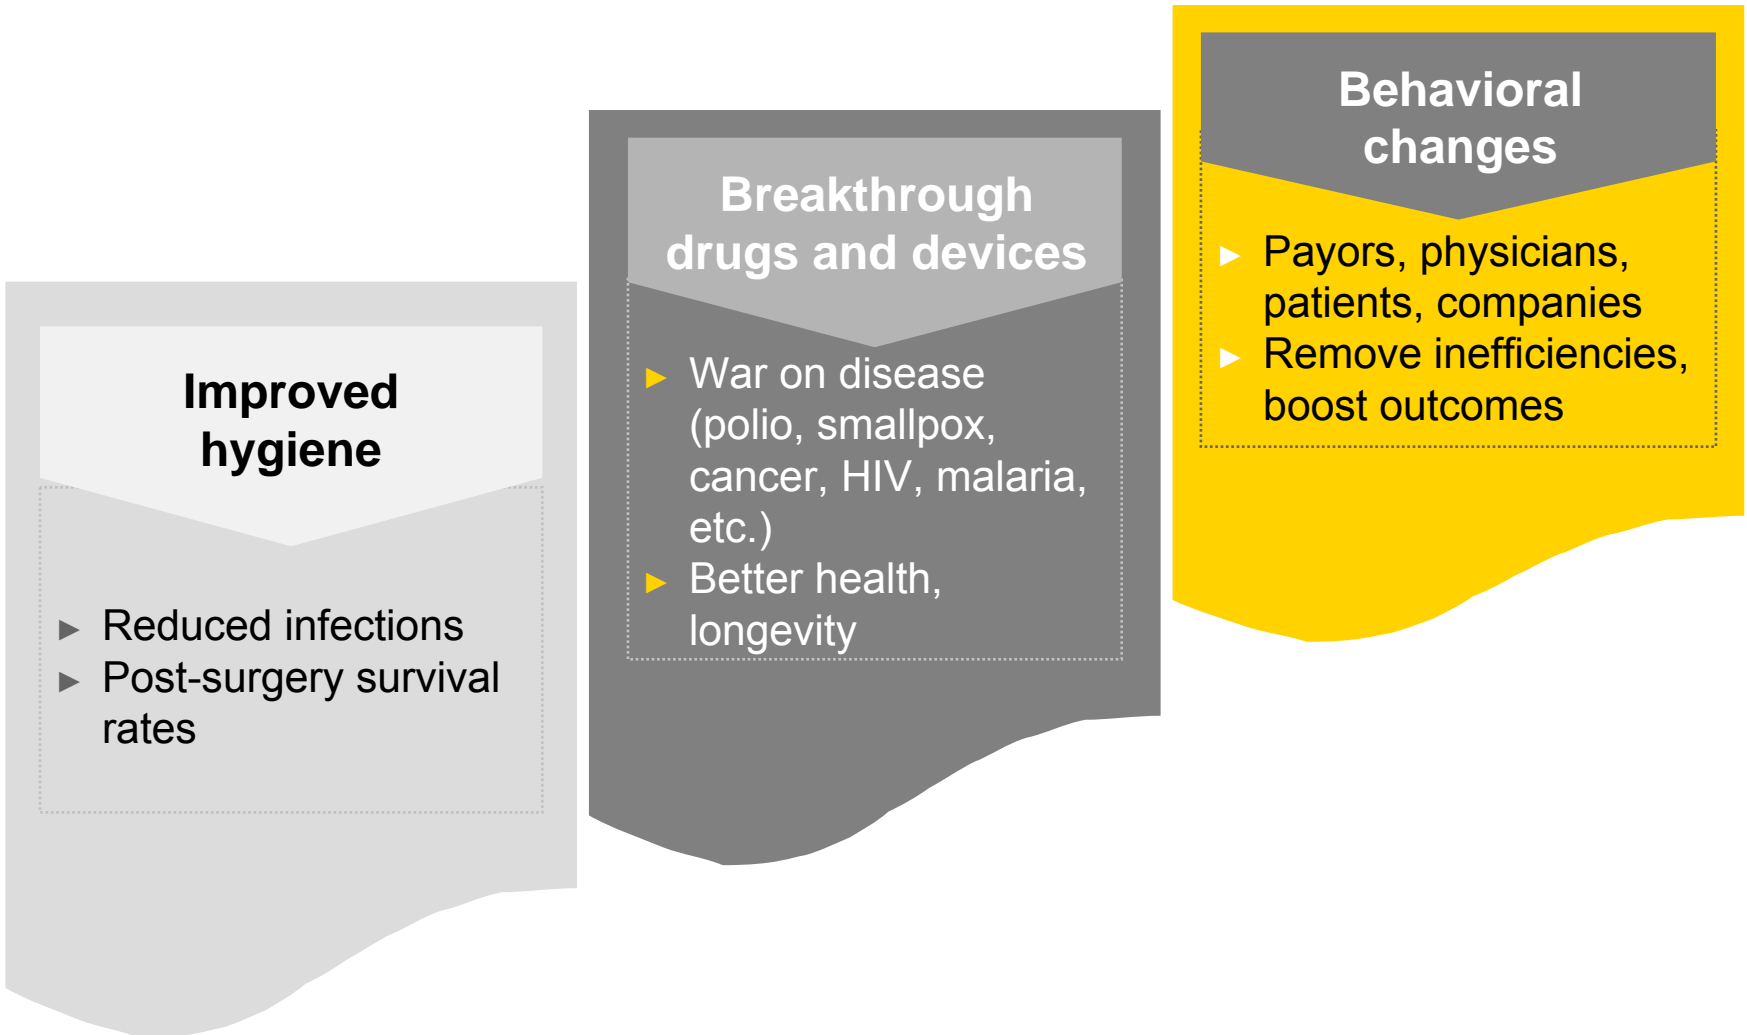 Improved
hygiene
► Reduced infections
► Post-surgery survival
rates
Breakthrough
drugs and devices
► War on disease
(polio, smallpox,
cancer, HIV, malaria,
etc.)
► Better health,
longevity
Behavioral
changes
► Payors, physicians,
patients, companies
► Remove inefficiencies,
boost outcomes